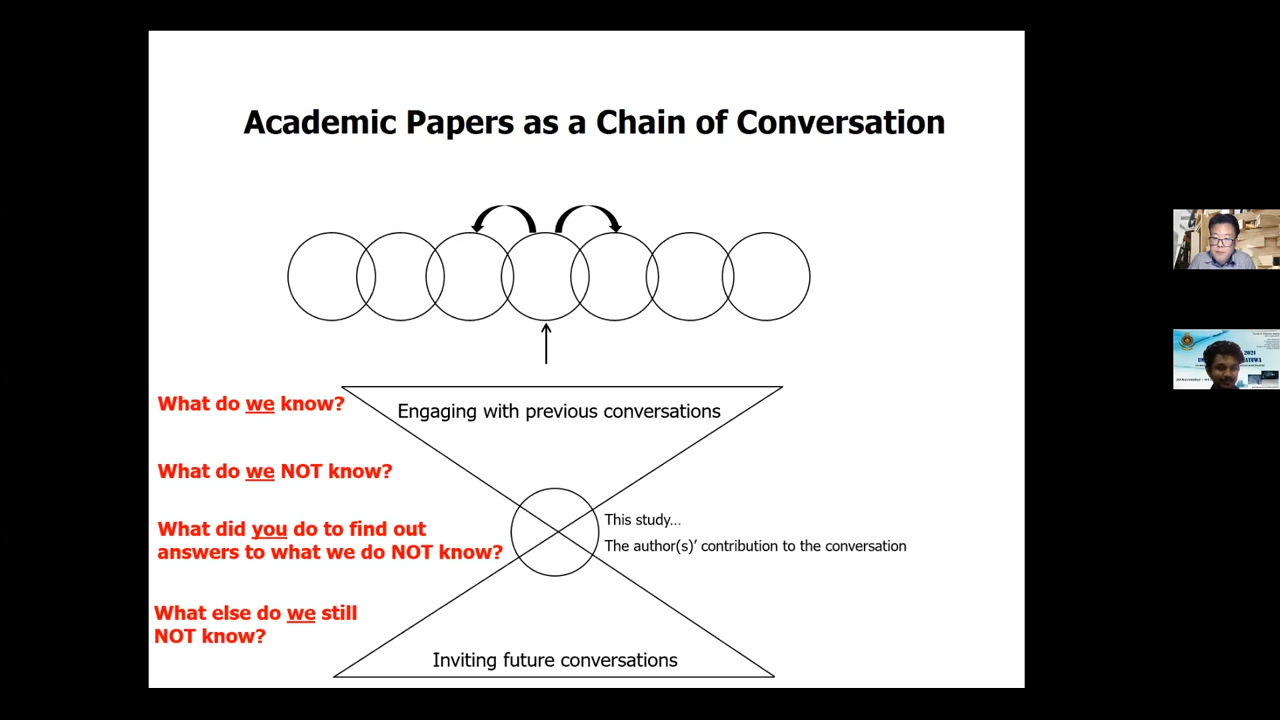 Academic Papers as a Chain of Conversation
What do we know?
Engaging with previous conversations
What do we NOT know?
What did you do to find out
answers to what we do NOT know?
This study...
The author(s)’ contribution to the conversation
What else do we still
NOT know?
Inviting future conversations
2021